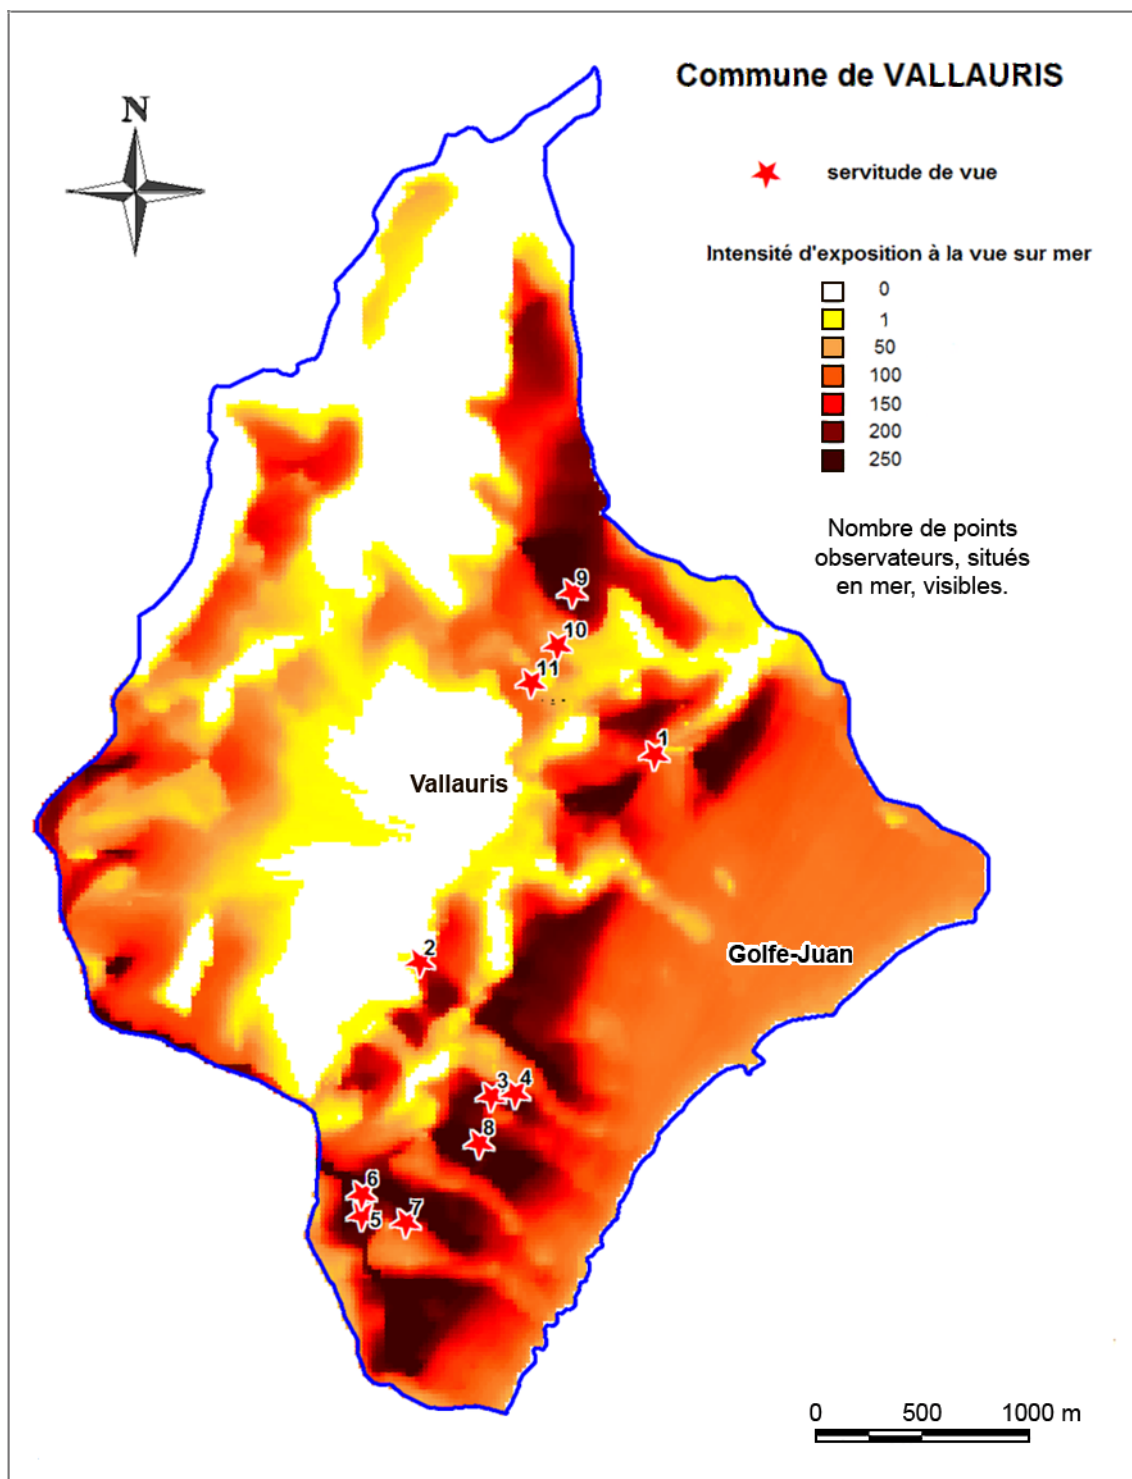 Commune de VALLAURIS
N
servitude de vue
Intensité d'exposition à la vue sur mer
0
1
50
100
150
200
250
Nombre de points
observateurs, situés
en mer, visibles.
9
10
11
1
Vallauris
2
Golfe-Juan
3 4
8
6
5 7
0 500 1000 m